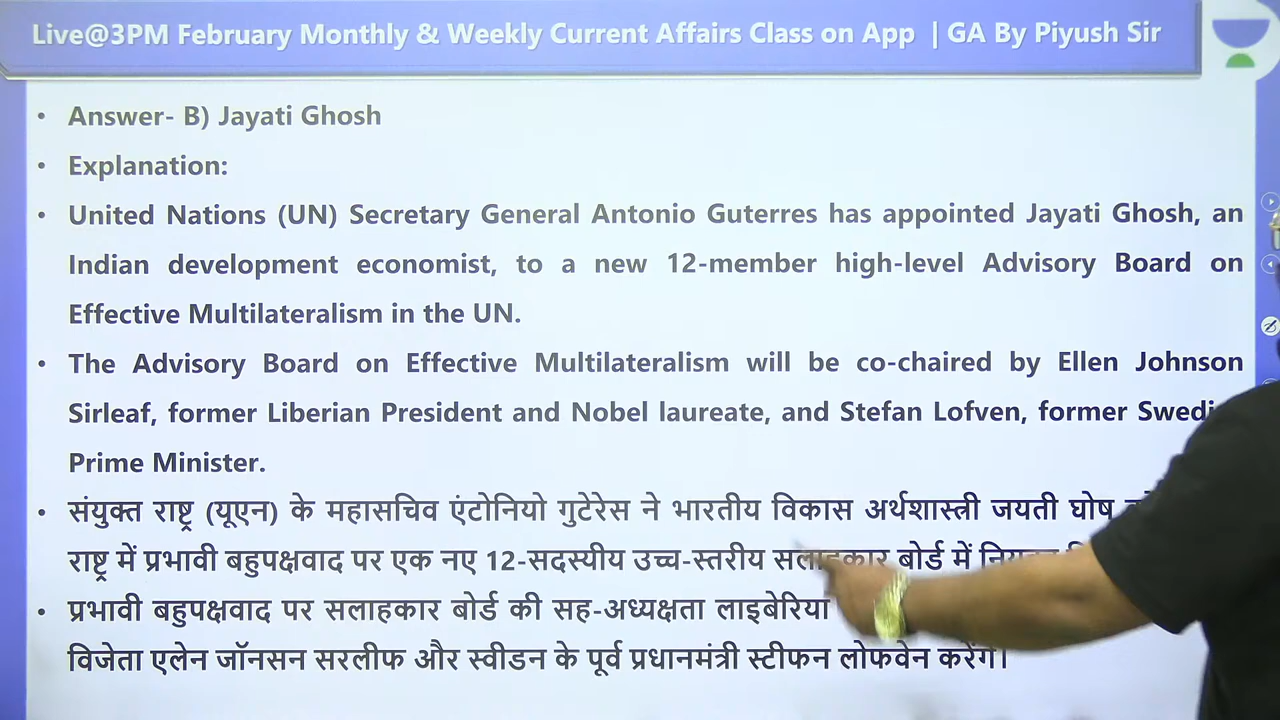 Live@3PM February Monthly & Weekly Current Affairs Class on App | GA By Piyush Sir
• Answer- B) Jayati Ghosh
• Explanation:
• United Nations (UN) Secretary General Antonio Guterres has appointed Jayati Ghosh, an
Indian development economist, to a new 12-member high-level Advisory Board on
Effective Multilateralism in the UN.
• The Advisory Board on Effective Multilateralism will be co-chaired by Ellen Johnson
Sirleaf, former Liberian President and Nobel laureate, and Stefan Lofven, former
Prime Minister.
• संयुक्त राष्ट्र (यूएन) के महासचिव एंटोनियो गुटेरेस ने भारतीय विकास अर्थशास्त्री जयती घोष
राष्ट्र में प्रभावी बहुपक्षवाद पर एक नए 12-सदस्यीय उच्च-स्तरीय सलाहकार बोर्ड में
• प्रभावी बहुपक्षवाद पर सलाहकार बोर्ड की सह-अध्यक्षता लाइबेरिया
विजेता एलेन जॉनसन सरलीफ और स्वीडन के पूर्व प्रधानमंत्री स्टीफन लोफवेन करेंगे।